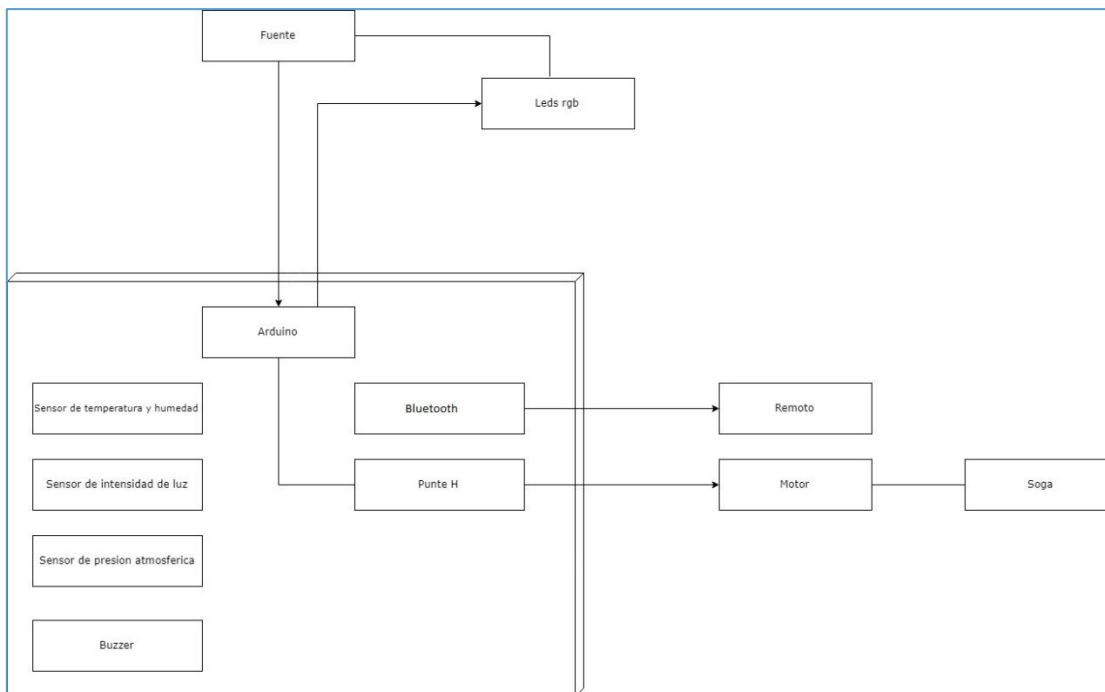 Fuente
Leds rgb
Arduino
Sensor de temperatura y humedad
Bluetooth
Remoto
Sensor de intensidad de luz
Punte H
Motor
Soga
Sensor de presion atmosferica
Buzzer